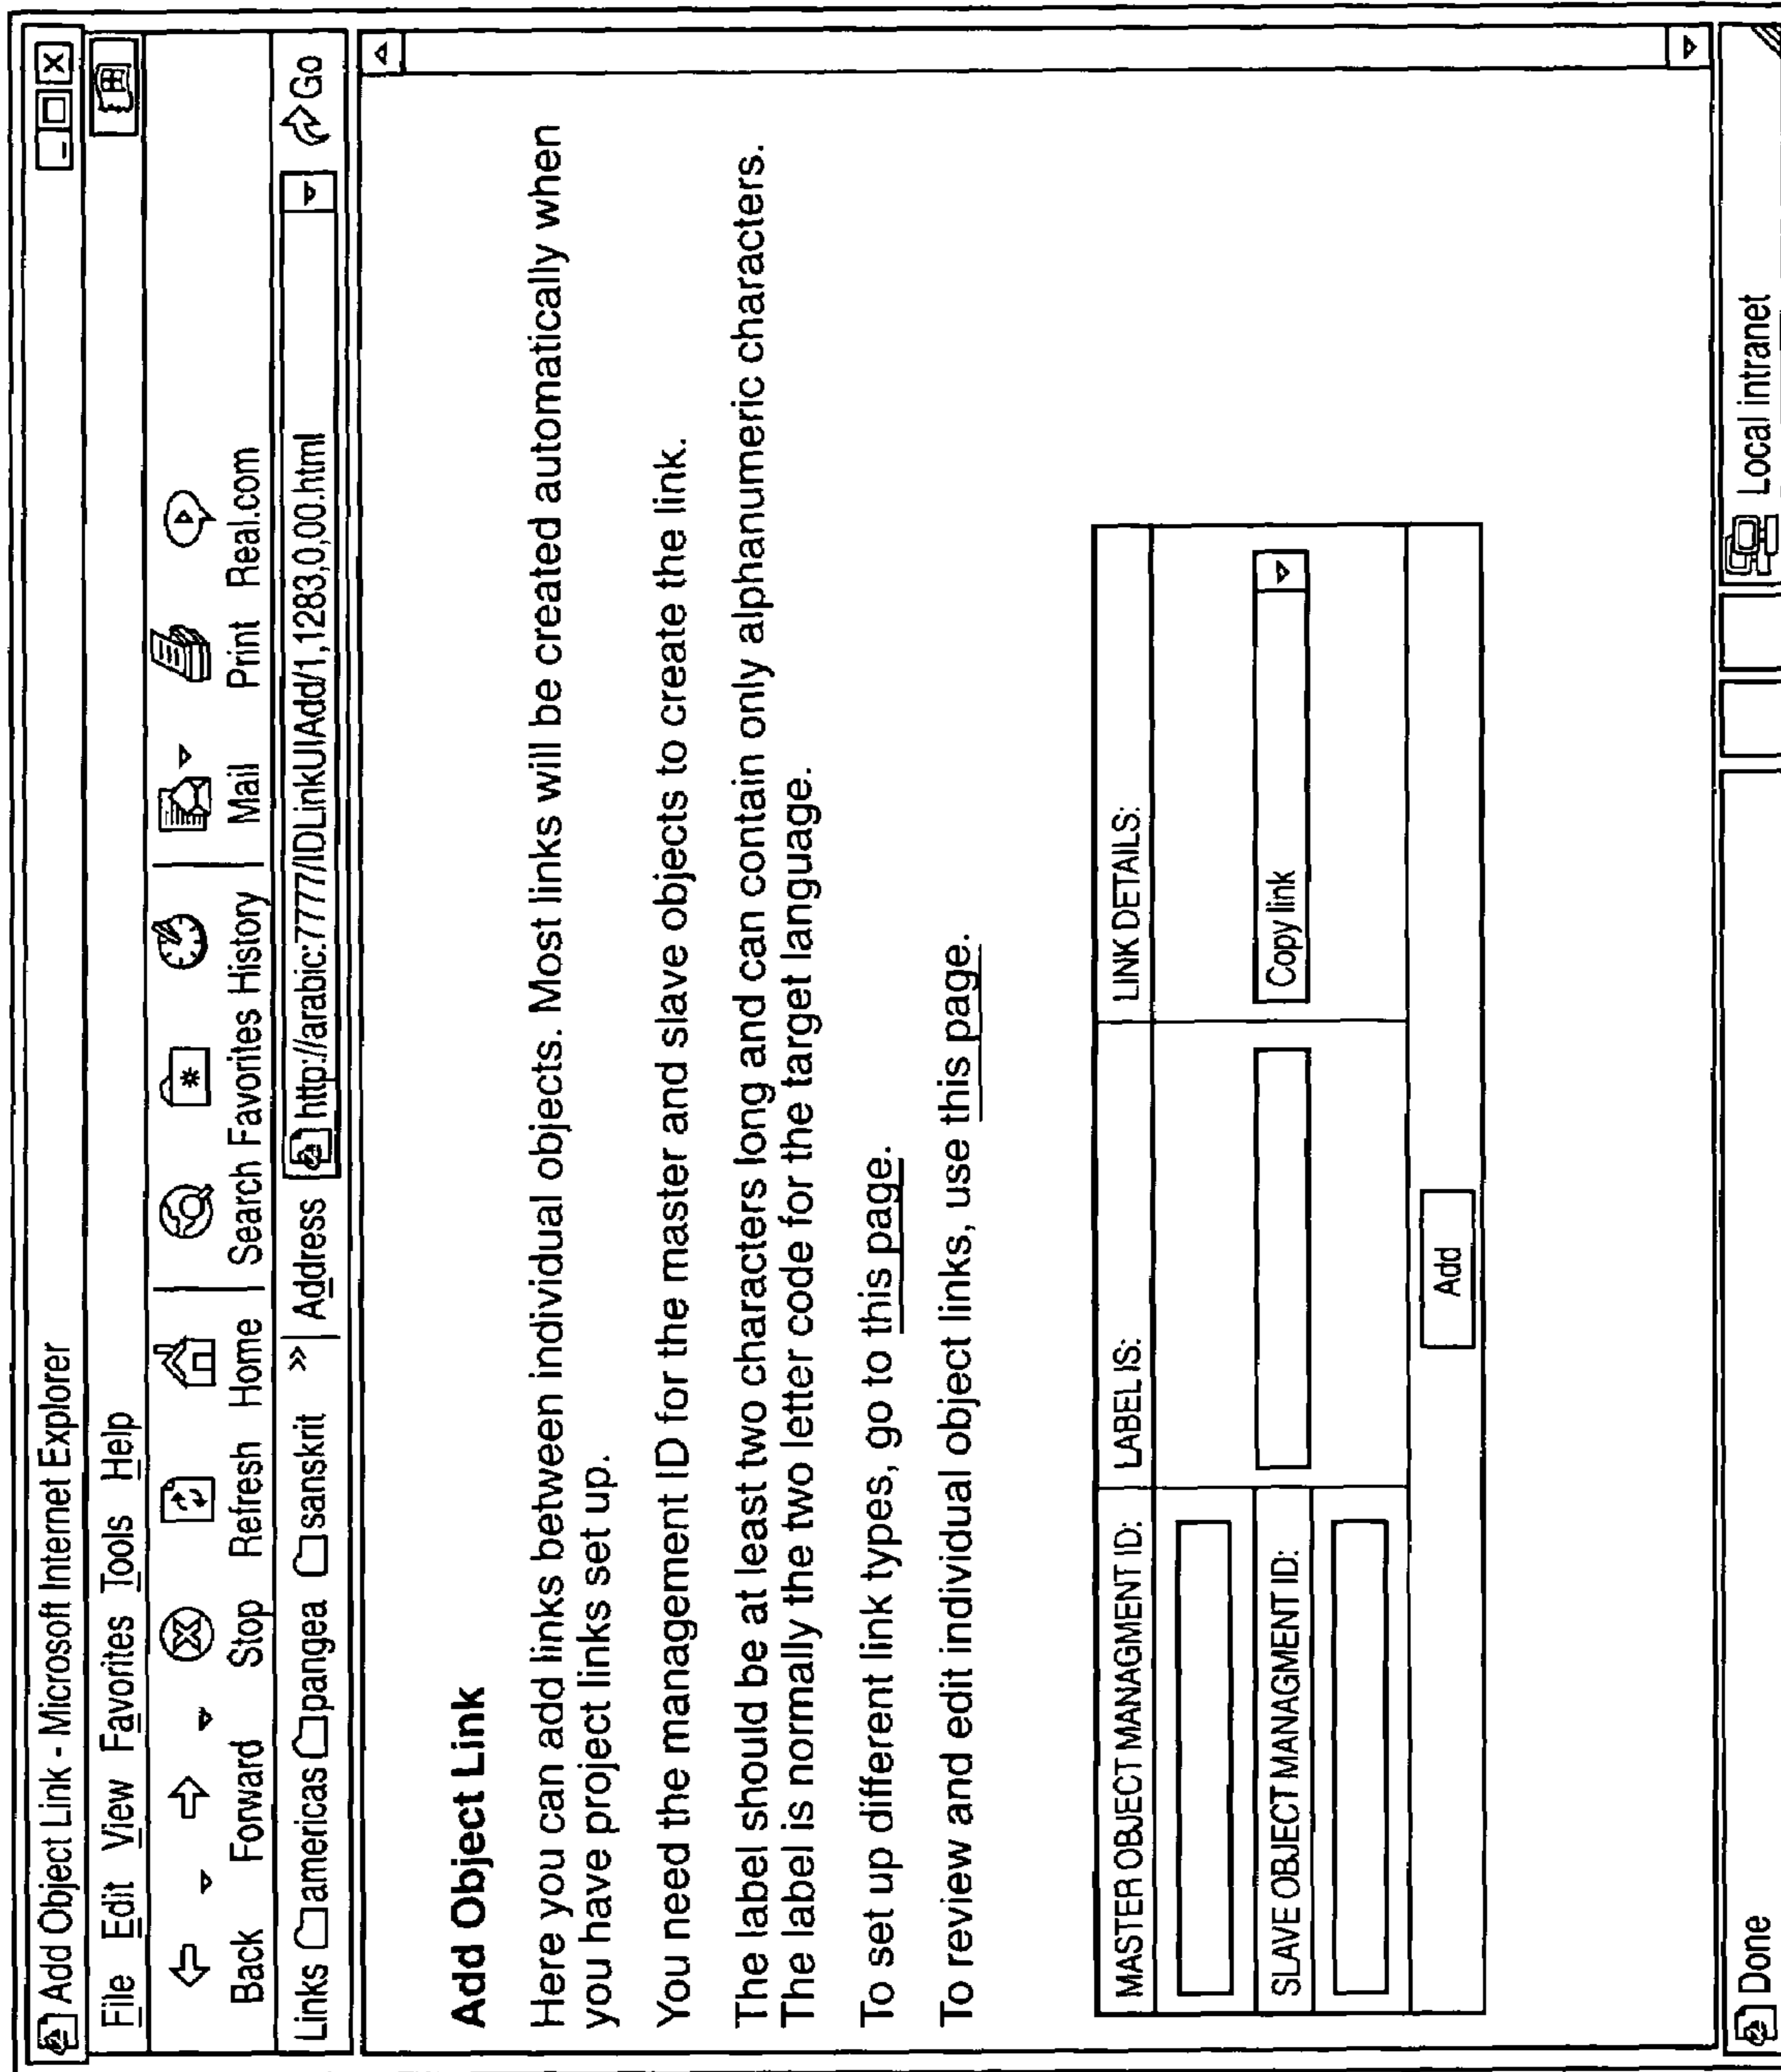 Add Object Link - Microsoft Internet Explorer
File Edit View Favorites Tools Help
Back Forward Stop Refresh Home Search Favorites History Mail Print Real.com
Links americas pangea sanskrit » Address http://arabic:7777/IDLinkUIAdd/1,1283,0,00.html Go
Add Object Link
Here you can add links between individual objects. Most links will be created automatically when
you have project links set up.
You need the management ID for the master and slave objects to create the link.
The label should be at least two characters long and can contain only alphanumeric characters.
The label is normally the two letter code for the target language.
To set up different link types, go to this page.
To review and edit individual object links, use this page.
MASTER OBJECT MANAGMENT ID: LABEL IS: LINK DETAILS:
Copy link
SLAVE OBJECT MANAGMENT ID:
Add
Done Local intranet